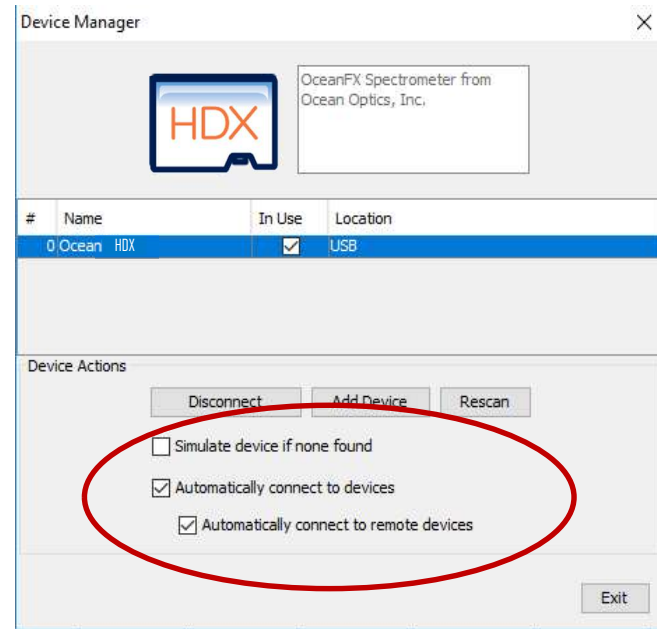 Device Manager
HDX
OceanFX Spectrometer from
Ocean Optics, Inc.
# Name In Use Location
0 Ocean HDX USB
Device Actions
Disconnect Add Device Rescan
Simulate device if none found
Automatically connect to devices
Automatically connect to remote devices
Exit